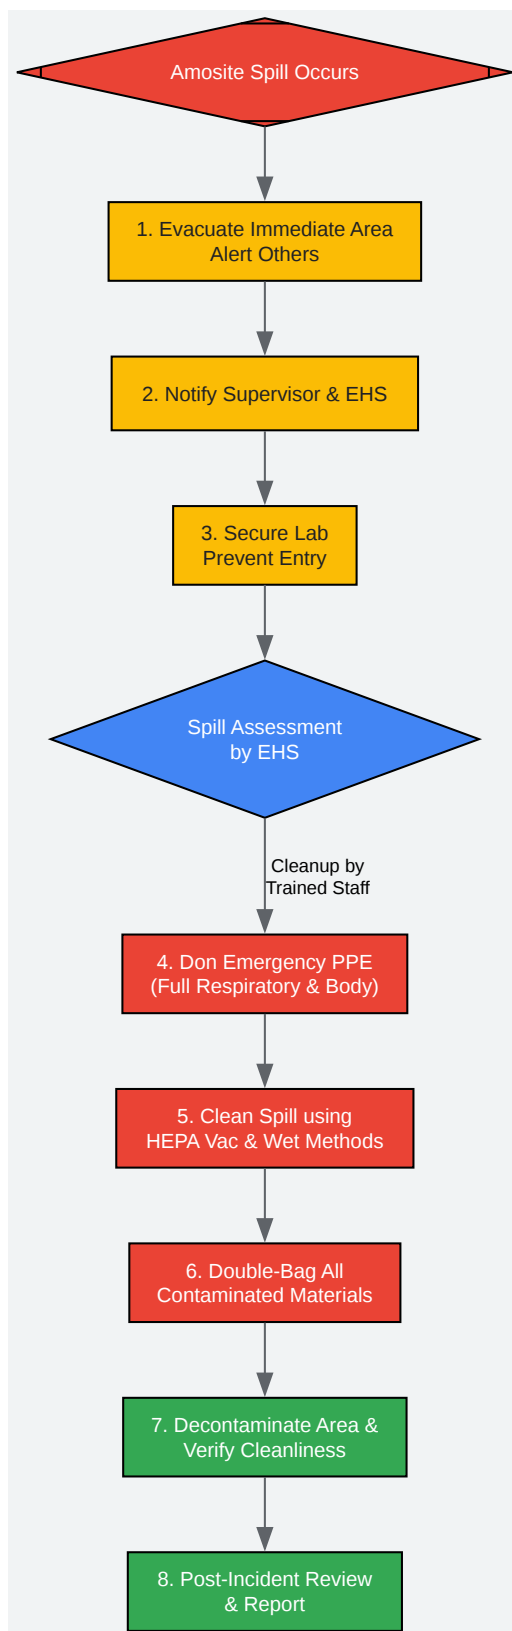 Amosite Spill Occurs
1. Evacuate Immediate Area
Alert Others
2. Notify Supervisor & EHS
3. Secure Lab
Prevent Entry
Spill Assessment
by EHS
Cleanup by
Trained Staff
4. Don Emergency PPE
(Full Respiratory & Body)
5. Clean Spill using
HEPA Vac & Wet Methods
6. Double-Bag All
Contaminated Materials
7. Decontaminate Area &
Verify Cleanliness
8. Post-Incident Review
& Report